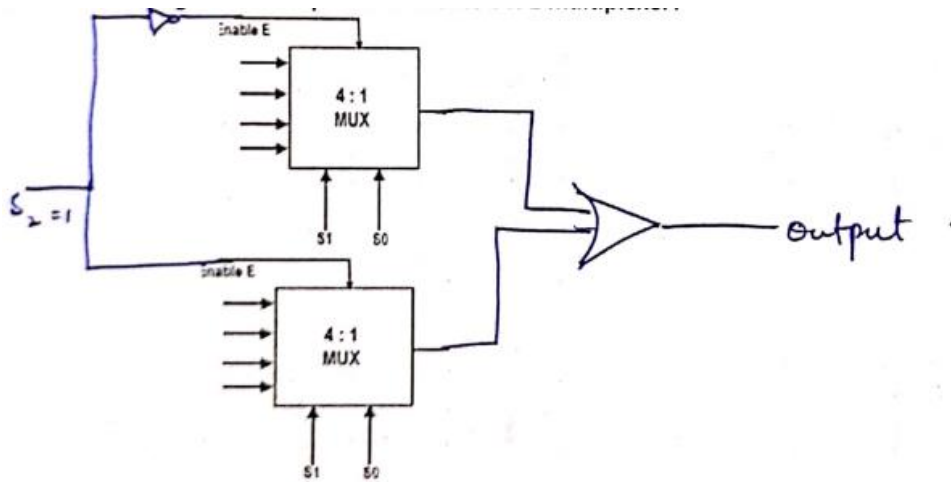 Enable E
4 : 1
MUX
S1 S0
S2 = 1
output
Enable E
4 : 1
MUX
S1 S0